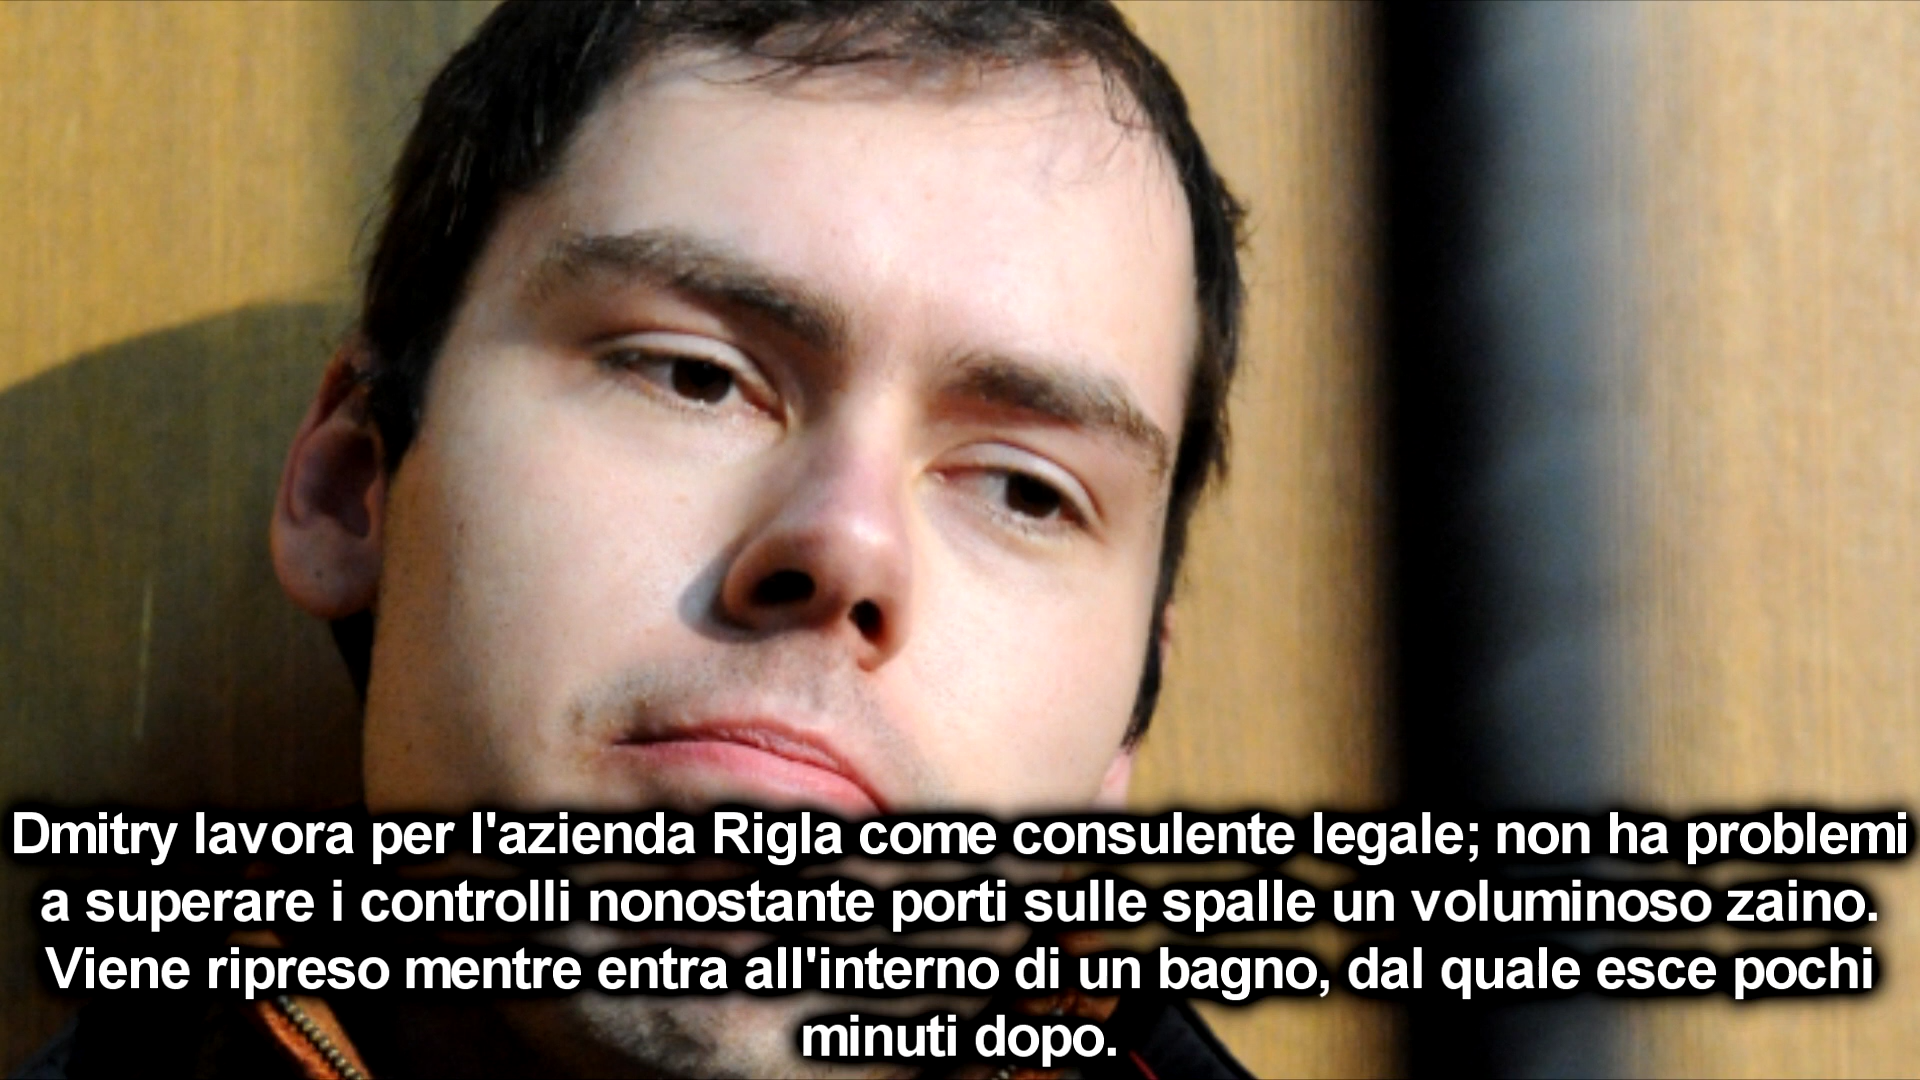 Dmitry lavora per l'azienda Rigla come consulente legale; non ha problemi
a superare i controlli nonostante porti sulle spalle un voluminoso zaino.
Viene ripreso mentre entra all'interno di un bagno, dal quale esce pochi
minuti dopo.